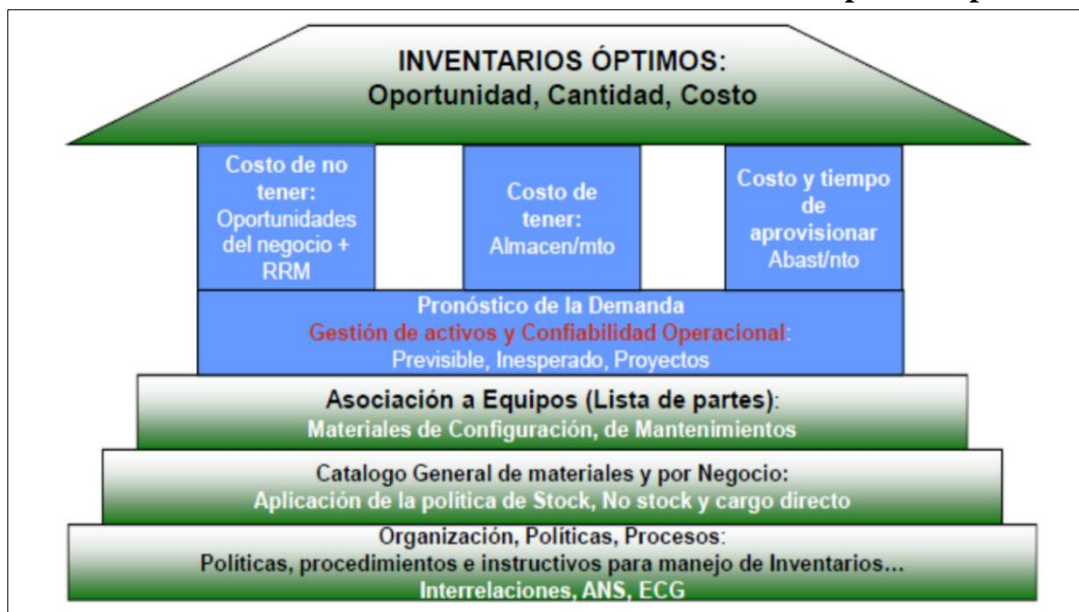 INVENTARIOS ÓPTIMOS:
Oportunidad, Cantidad, Costo
Costo de no
tener:
Oportunidades
del negocio +
RRM
Costo de
tener:
Almacen/mto
Costo y tiempo
de
aprovisionar
Abast/nto
Pronóstico de la Demanda
Gestión de activos y Confiabilidad Operacional:
Previsible, Inesperado, Proyectos
Asociación a Equipos (Lista de partes):
Materiales de Configuración, de Mantenimientos
Catalogo General de materiales y por Negocio:
Aplicación de la política de Stock, No stock y cargo directo
Organización, Políticas, Procesos:
Políticas, procedimientos e instructivos para manejo de Inventarios...
Interrelaciones, ANS, ECG